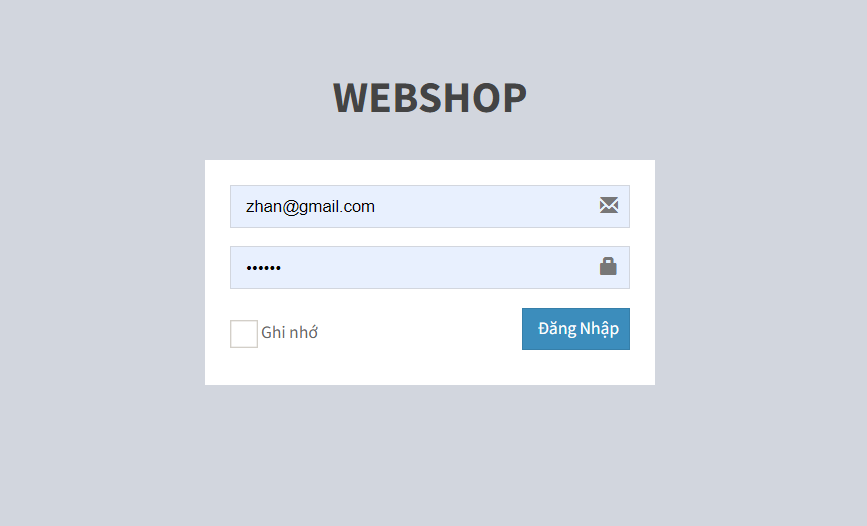 WEBSHOP
zhan@gmail.com
••••••
Ghi nhớ
Đăng Nhập